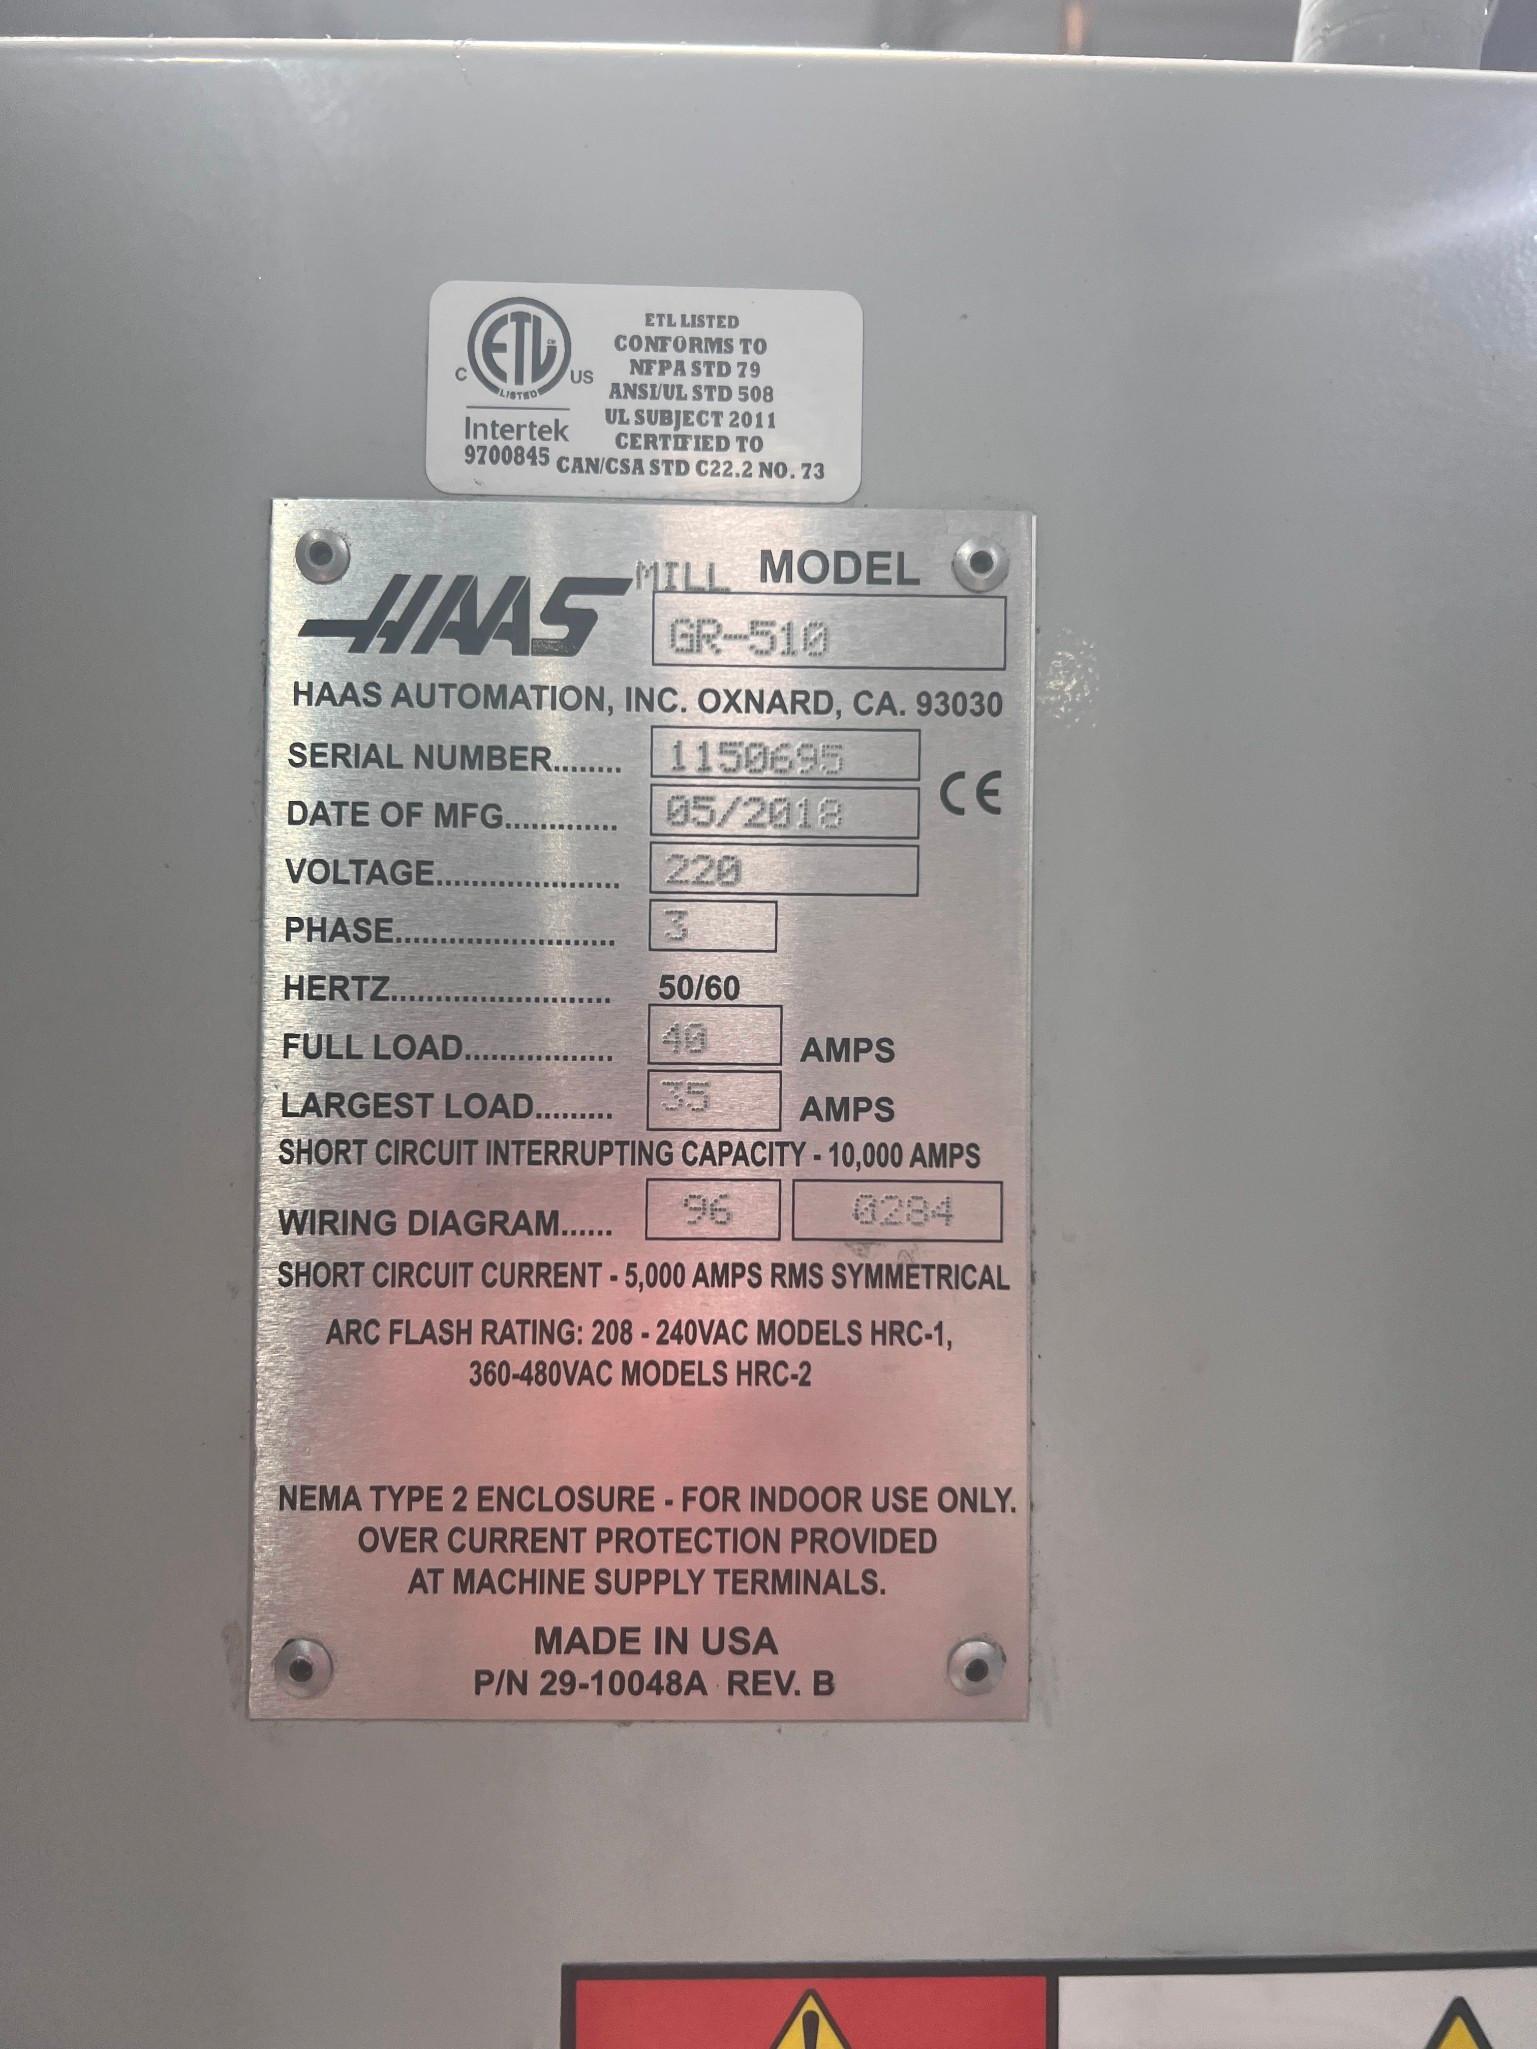 ETL LISTED
CONFORMS TO
NFPA STD 79
ANSI/UL STD 508
UL SUBJECT 2011
CERTIFIED TO
CAN/CSA STD C22.2 NO. 73
C ETL CM US
LISTED
Intertek
9700845
HAAS MILL MODEL
GR-510
HAAS AUTOMATION, INC. OXNARD, CA. 93030
SERIAL NUMBER........ 1150695
CE
DATE OF MFG............. 05/2018
VOLTAGE..................... 220
PHASE......................... 3
HERTZ......................... 50/60
FULL LOAD................. 40 AMPS
LARGEST LOAD......... 35 AMPS
SHORT CIRCUIT INTERRUPTING CAPACITY - 10,000 AMPS
WIRING DIAGRAM...... 96 0284
SHORT CIRCUIT CURRENT - 5,000 AMPS RMS SYMMETRICAL
ARC FLASH RATING: 208 - 240VAC MODELS HRC-1,
360-480VAC MODELS HRC-2
NEMA TYPE 2 ENCLOSURE - FOR INDOOR USE ONLY.
OVER CURRENT PROTECTION PROVIDED
AT MACHINE SUPPLY TERMINALS.
MADE IN USA
P/N 29-10048A REV. B